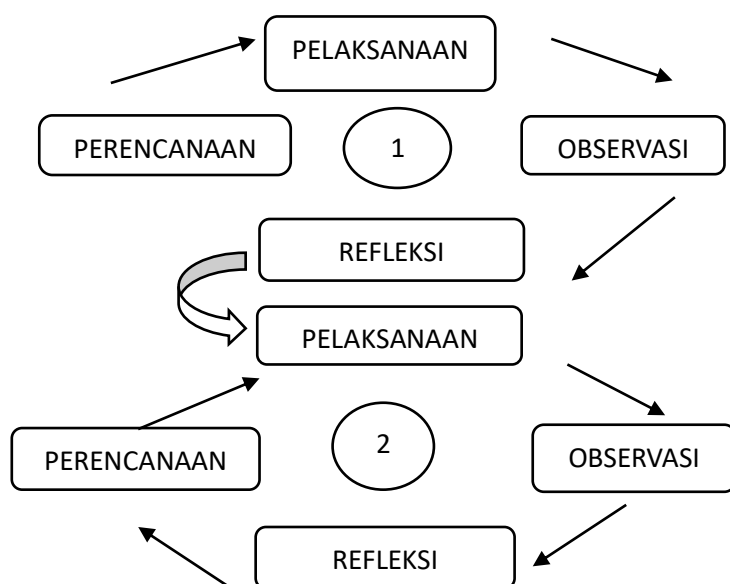 PELAKSANAAN
PERENCANAAN
1
OBSERVASI
REFLEKSI
PELAKSANAAN
PERENCANAAN
2
OBSERVASI
REFLEKSI